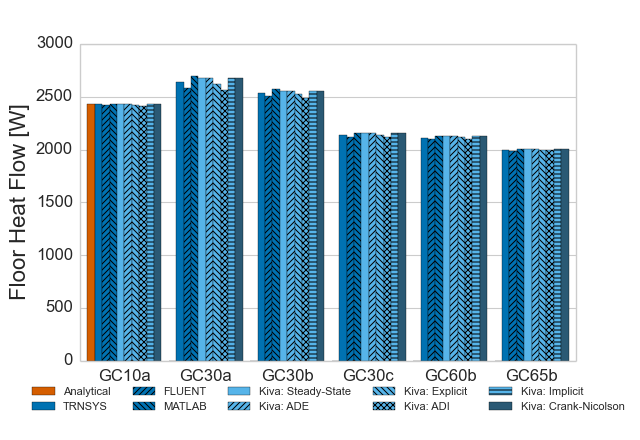 3000
2500
2000
1500
1000
500
0
Floor Heat Flow [W]
GC10a GC30a GC30b GC30c GC60b GC65b
Analytical FLUENT Kiva: Steady-State Kiva: Explicit Kiva: Implicit
TRNSYS MATLAB Kiva: ADE Kiva: ADI Kiva: Crank-Nicolson